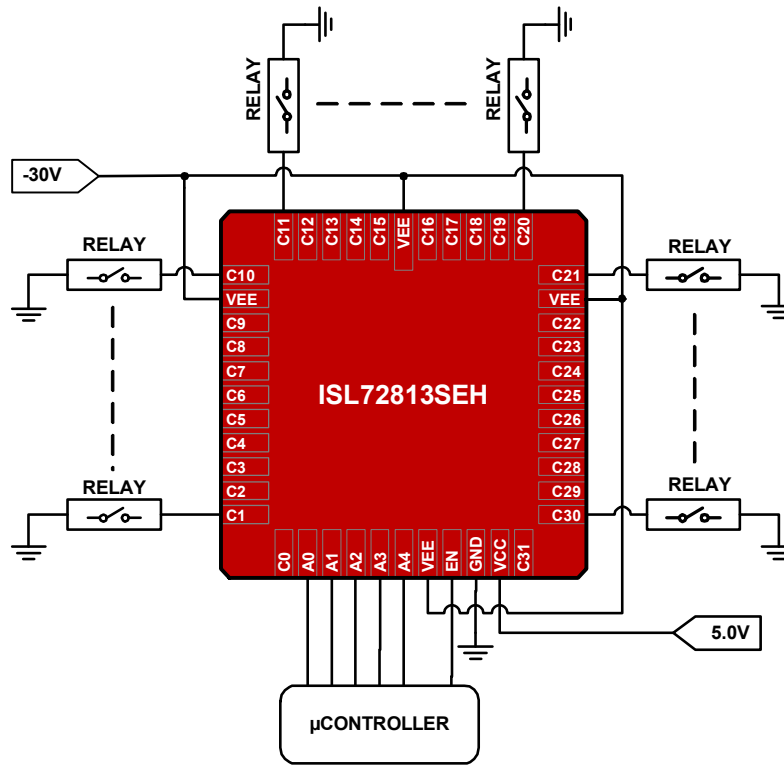 RELAY
RELAY
-30V
C11
C12
C13
C14
C15
VEE
C16
C17
C18
C19
C20
RELAY
RELAY
C10
VEE
C9
C8
C7
C6
C5
C4
C3
C2
C1
ISL72813SEH
C21
VEE
C22
C23
C24
C25
C26
C27
C28
C29
C30
RELAY
RELAY
C0
A0
A1
A2
A3
A4
VEE
EN
GND
VCC
C31
5.0V
µCONTROLLER